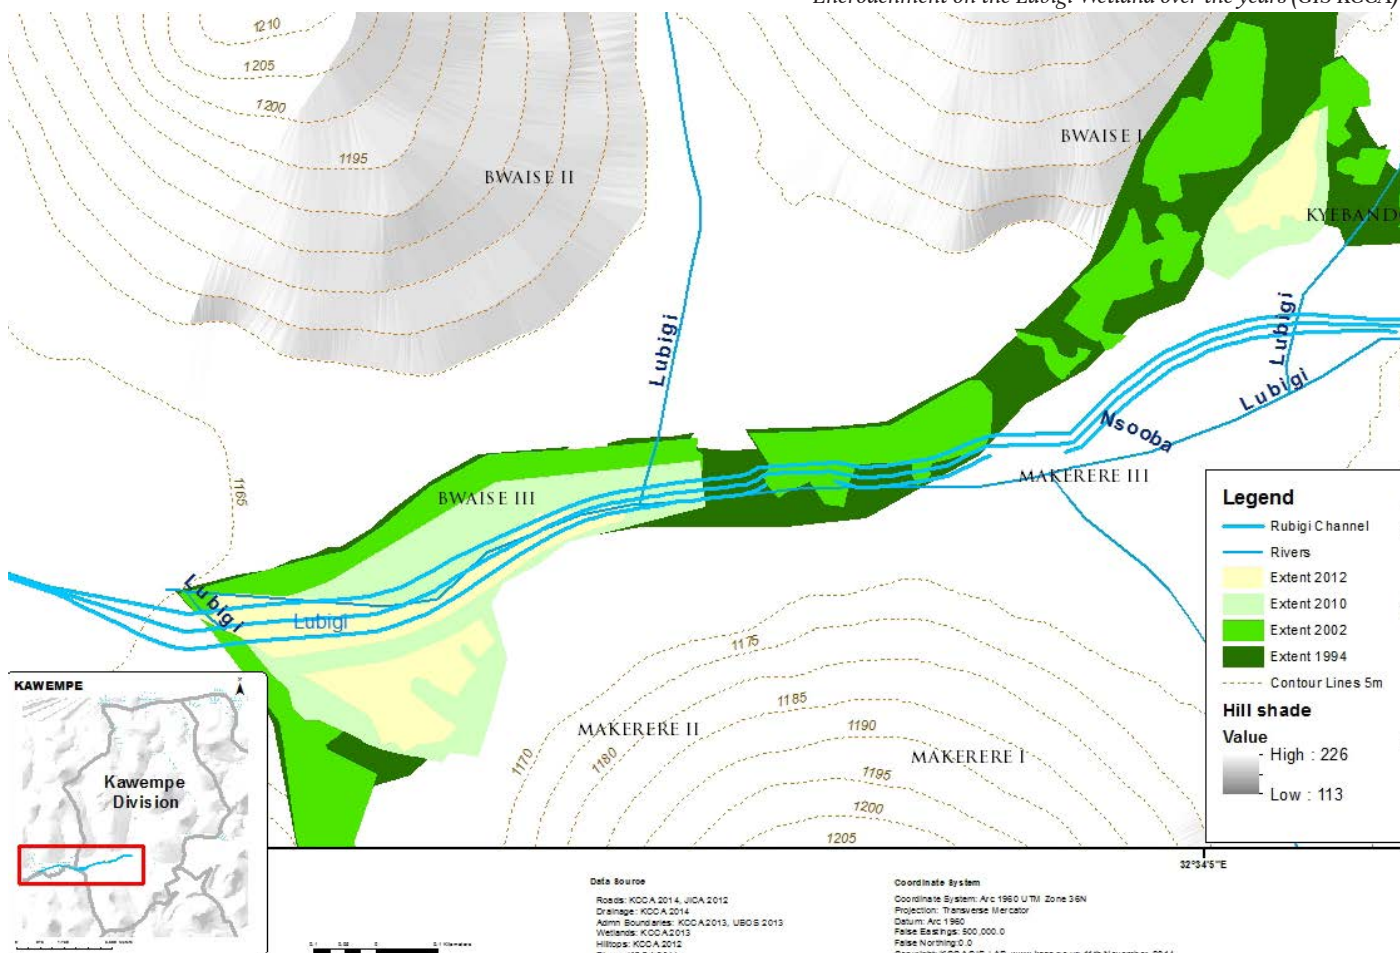 Encroachment on the Lubigi Wetland over the years (GIS KCCA)
1210
1205
1200
1195
BWAISE II
BWAISE I
KYEBAND
Lubigi
Lubigi
Lubigi
Nsooba
MAKERERE III
BWAISE III
1165
Lubigi
Lubigi
1175
1185
1190
1195
1200
1205
1170
1180
MAKERERE II
MAKERERE I
Legend
Rubigi Channel
Rivers
Extent 2012
Extent 2010
Extent 2002
Extent 1994
Contour Lines 5m
Hill shade
Value
High : 226
Low : 113
KAWEMPE
Kawempe
Division
32°34'5"E
Data Source
Roads: KCCA 2014, JICA 2012
Drainage: KCCA 2014
Admn Boundaries: KCCA 2013, UBOS 2013
Wetlands: KCCA 2013
Hilltops: KCCA 2012
Coordinate System
Coordinate System: Arc 1960 UTM Zone 36N
Projection: Transverse Mercator
Datum: Arc 1960
False Eastings: 500,000.0
False Northing: 0.0